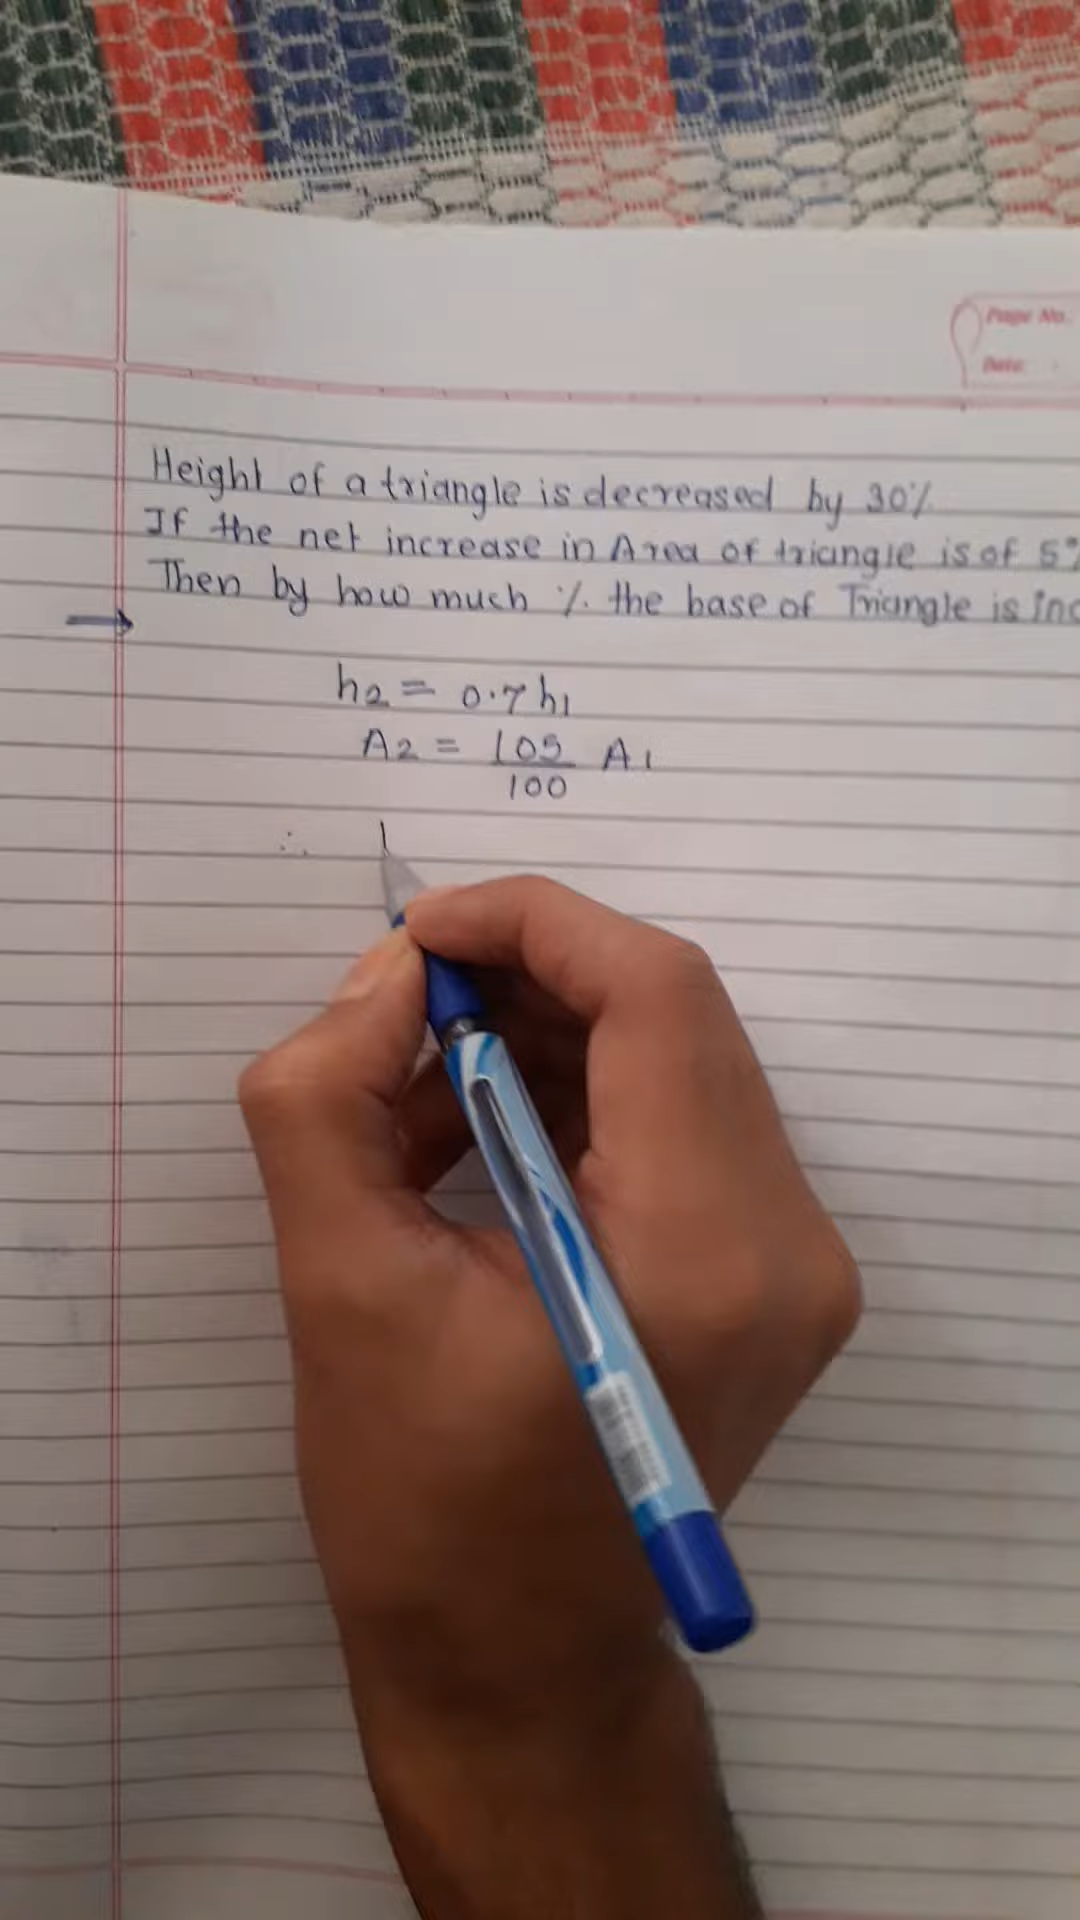 Page No.
Date:
Height of a triangle is decreased by 30%
If the net increase in Area of triangle is of 5%
Then by how much % the base of Triangle is inc
h2 = 0.7 h1
A2 = 105/100 A1
∴